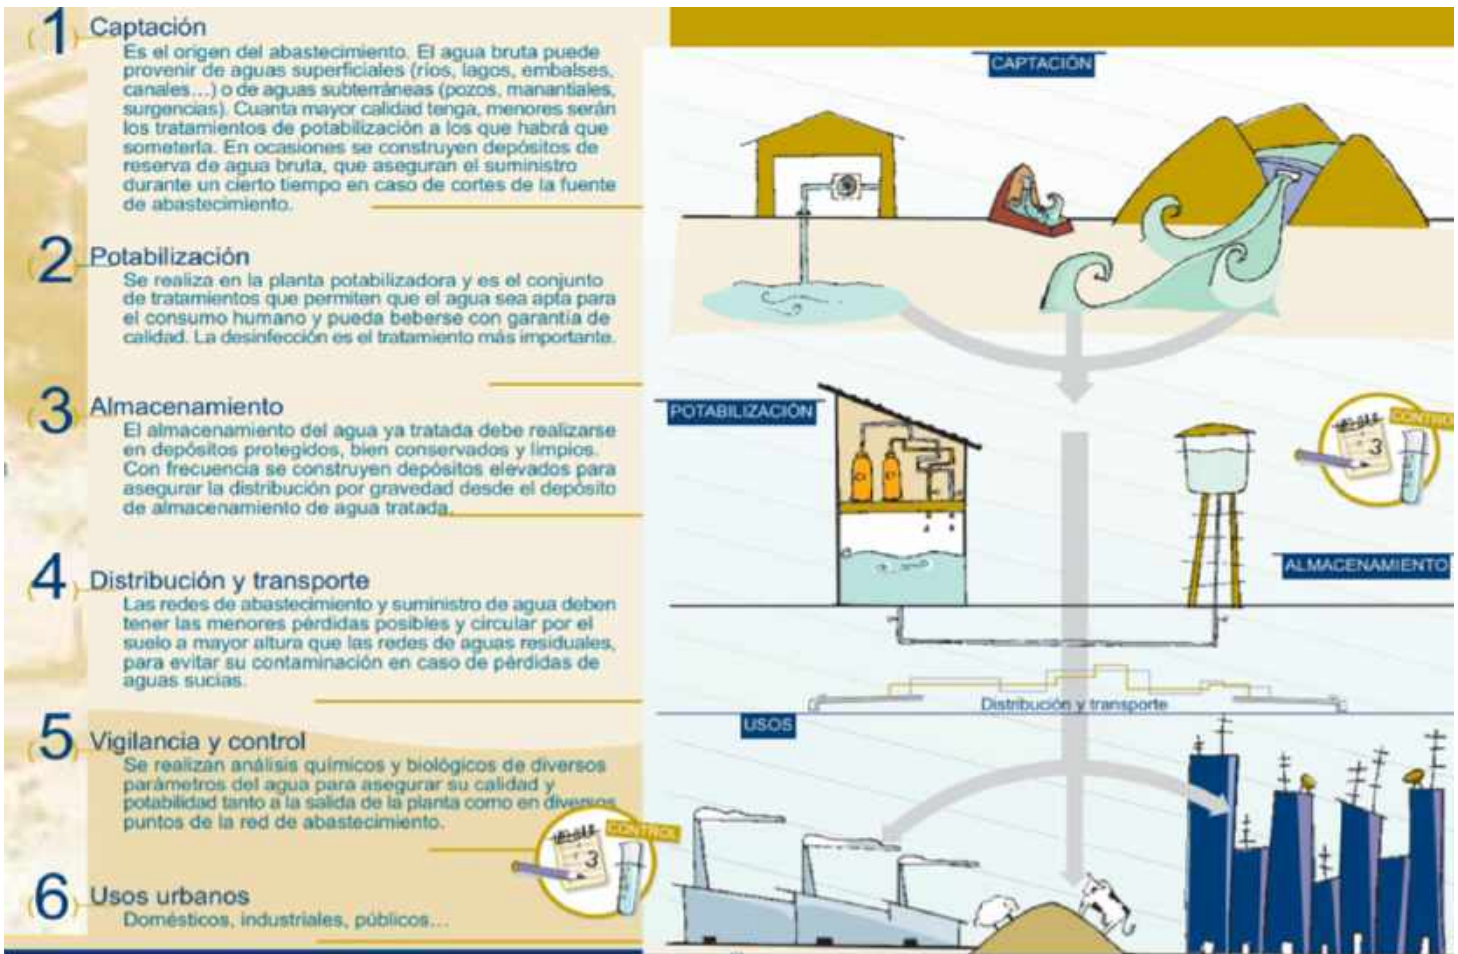 1 Captación
Es el origen del abastecimiento. El agua bruta puede
provenir de aguas superficiales (ríos, lagos, embalses,
canales...) o de aguas subterráneas (pozos, manantiales,
surgencias). Cuanta mayor calidad tenga, menores serán
los tratamientos de potabilización a los que habrá que
someterla. En ocasiones se construyen depósitos de
reserva de agua bruta, que aseguran el suministro
durante un cierto tiempo en caso de cortes de la fuente
de abastecimiento.
2 Potabilización
Se realiza en la planta potabilizadora y es el conjunto
de tratamientos que permiten que el agua sea apta para
el consumo humano y pueda beberse con garantía de
calidad. La desinfección es el tratamiento más importante.
3 Almacenamiento
El almacenamiento del agua ya tratada debe realizarse
en depósitos protegidos, bien conservados y limpios.
Con frecuencia se construyen depósitos elevados para
asegurar la distribución por gravedad desde el depósito
de almacenamiento de agua tratada.
4 Distribución y transporte
Las redes de abastecimiento y suministro de agua deben
tener las menores pérdidas posibles y circular por el
suelo a mayor altura que las redes de aguas residuales,
para evitar su contaminación en caso de pérdidas de
aguas sucias.
5 Vigilancia y control
Se realizan análisis químicos y biológicos de diversos
parámetros del agua para asegurar su calidad y
potabilidad tanto a la salida de la planta como en diversos
puntos de la red de abastecimiento.
CONTROL
3
6 Usos urbanos
Domésticos, industriales, públicos...
CAPTACIÓN
POTABILIZACIÓN
CONTRO
3
ALMACENAMIENTO
Distribución y transporte
USOS